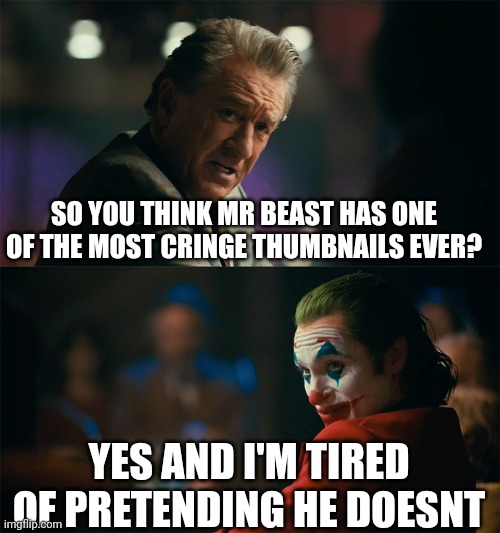 SO YOU THINK MR BEAST HAS ONE
OF THE MOST CRINGE THUMBNAILS EVER?
YES AND I'M TIRED
OF PRETENDING HE DOESNT
imgflip.com